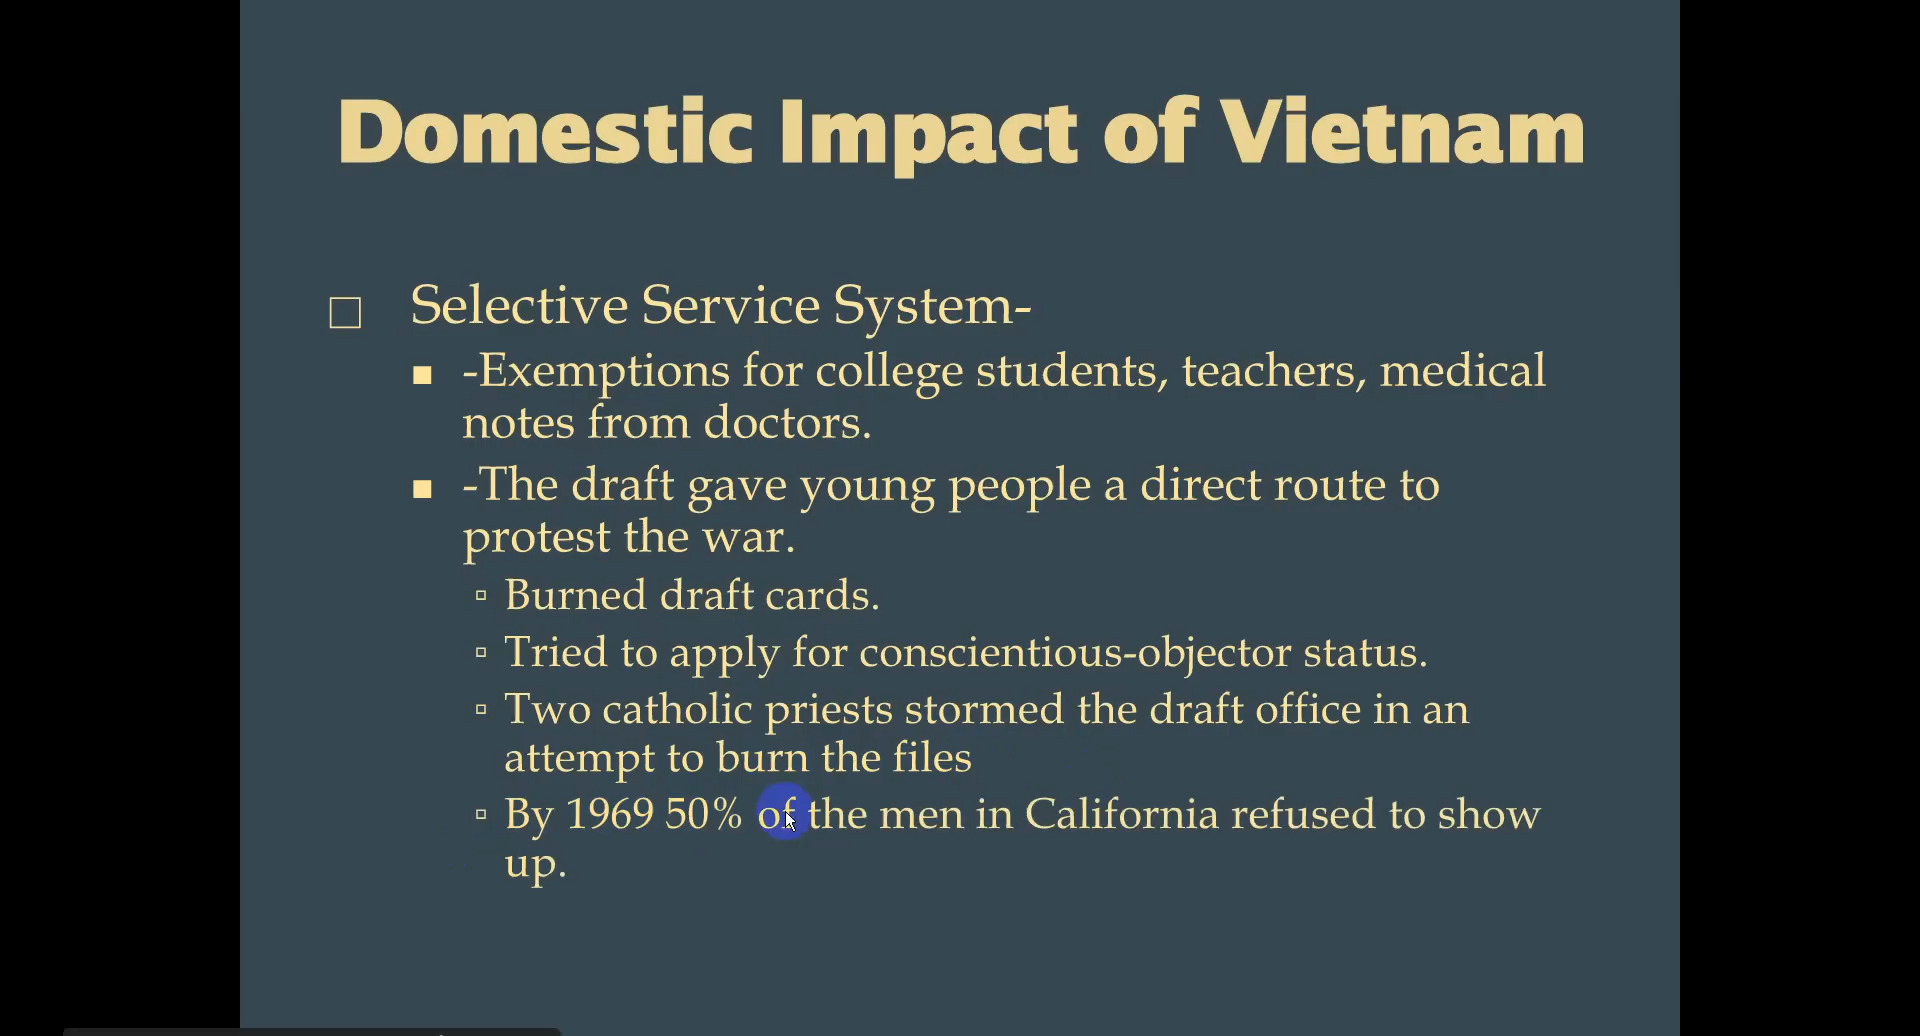 Domestic Impact of Vietnam
Selective Service System-
-Exemptions for college students, teachers, medical
notes from doctors.
-The draft gave young people a direct route to
protest the war.
Burned draft cards.
Tried to apply for conscientious-objector status.
Two catholic priests stormed the draft office in an
attempt to burn the files
By 1969 50% of the men in California refused to show
up.